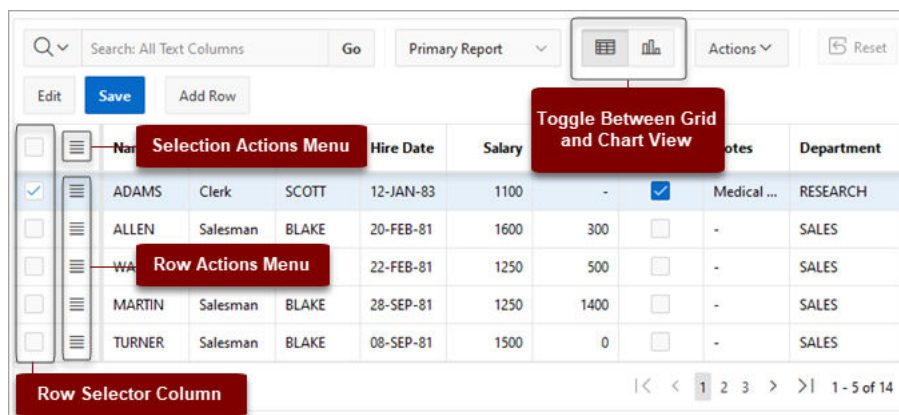 Search: All Text Columns Go Primary Report Actions Reset
Edit Save Add Row
Toggle Between Grid
and Chart View
Selection Actions Menu Hire Date Salary Department
ADAMS Clerk SCOTT 12-JAN-83 1100 - Medical ... RESEARCH
ALLEN Salesman BLAKE 20-FEB-81 1600 300 - SALES
Row Actions Menu 22-FEB-81 1250 500 - SALES
MARTIN Salesman BLAKE 28-SEP-81 1250 1400 - SALES
TURNER Salesman BLAKE 08-SEP-81 1500 0 - SALES
Row Selector Column
1 2 3 1 - 5 of 14